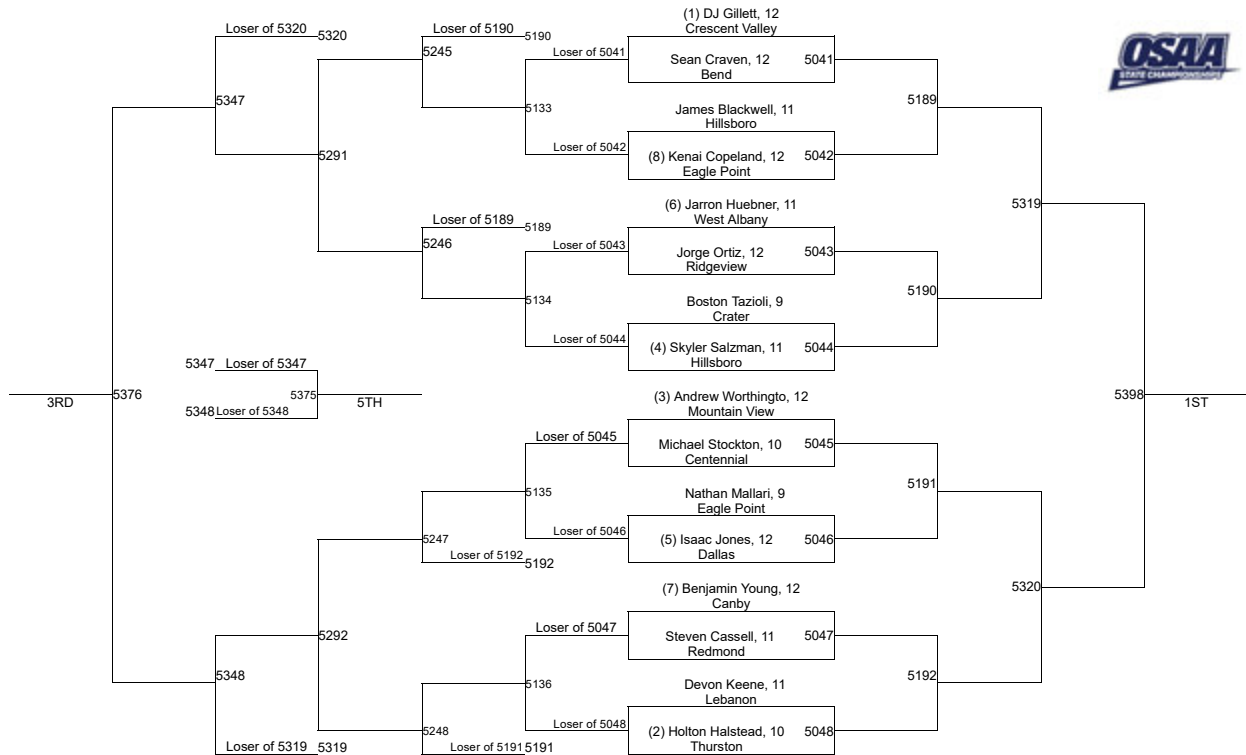 OSAA
STATE CHAMPIONSHIPS
(1) DJ Gillett, 12
Crescent Valley
Loser of 5320
5320
Loser of 5190
5190
5245
Loser of 5041
Sean Craven, 12
Bend
5041
5347
5133
James Blackwell, 11
Hillsboro
5189
5291
Loser of 5042
(8) Kenai Copeland, 12
Eagle Point
5042
(6) Jarron Huebner, 11
West Albany
5319
Loser of 5189
5189
5246
Loser of 5043
Jorge Ortiz, 12
Ridgeview
5043
5134
Boston Tazioli, 9
Crater
5190
Loser of 5044
(4) Skyler Salzman, 11
Hillsboro
5044
5347
Loser of 5347
3RD
5376
5375
5TH
5348
Loser of 5348
(3) Andrew Worthingto, 12
Mountain View
5398
1ST
Loser of 5045
Michael Stockton, 10
Centennial
5045
5135
Nathan Mallari, 9
Eagle Point
5191
5247
Loser of 5046
(5) Isaac Jones, 12
Dallas
5046
Loser of 5192
5192
(7) Benjamin Young, 12
Canby
5320
5292
Loser of 5047
Steven Cassell, 11
Redmond
5047
5348
5136
Devon Keene, 11
Lebanon
5192
5248
Loser of 5048
(2) Holton Halstead, 10
Thurston
5048
Loser of 5319
5319
Loser of 5191
5191